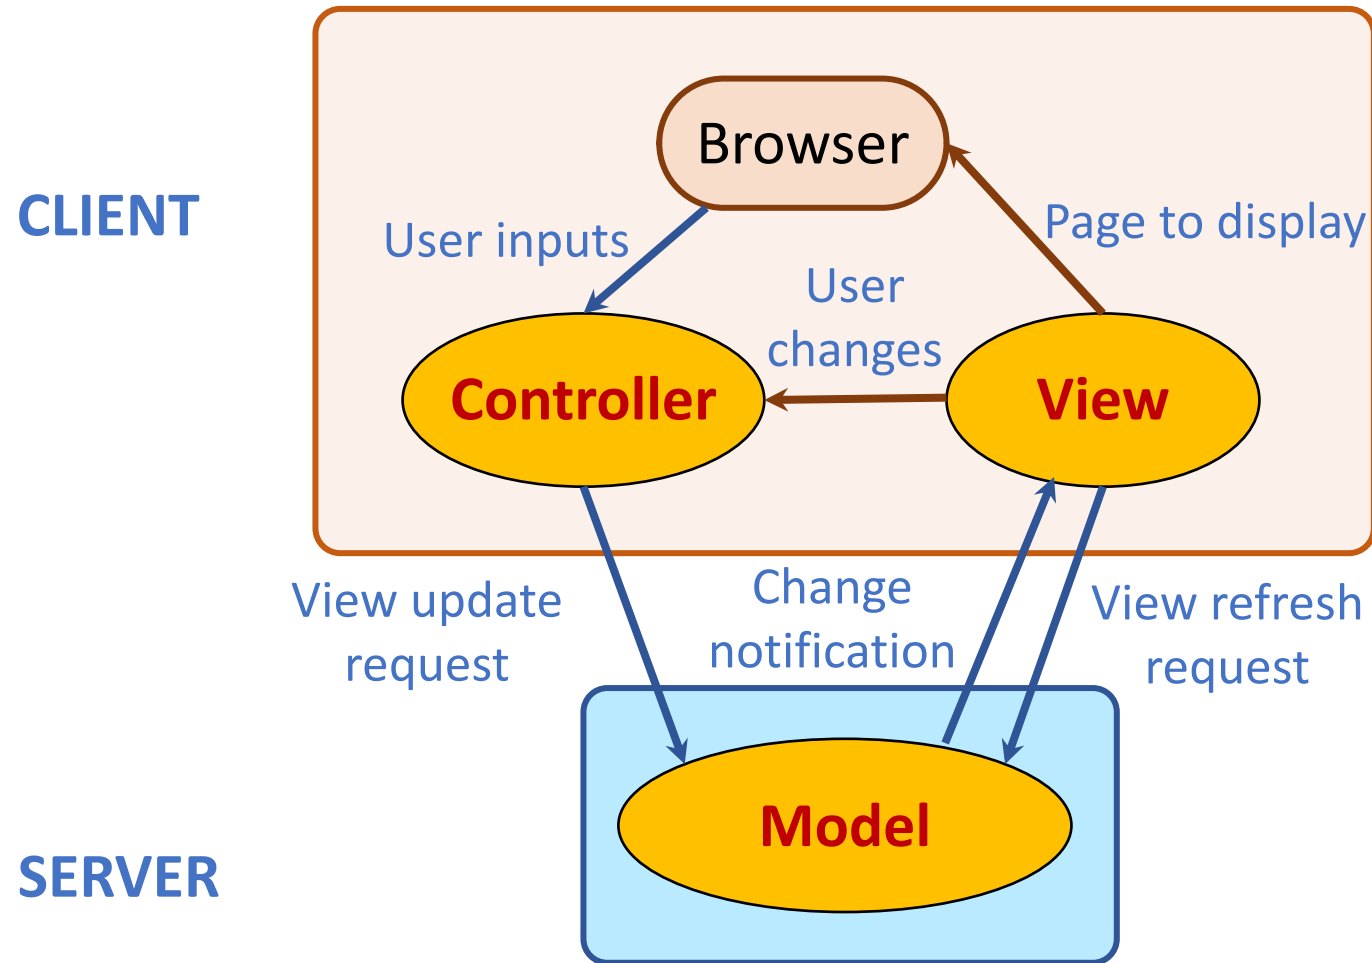 Browser
CLIENT
User inputs
Page to display
User
changes
Controller
View
View update
request
Change
notification
View refresh
request
Model
SERVER